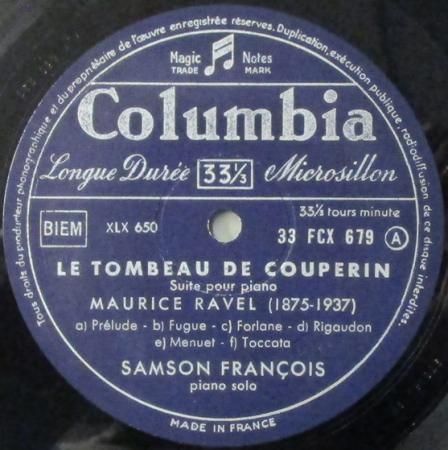 Tous droits du producteur phonographique et du propriétaire de l'œuvre enregistrée réservés. Duplication, exécution publique, radiodiffusion de ce disque interdites.
Magic Notes
TRADE MARK
Columbia
Longue Durée 33⅓ Microsillon
33⅓ tours minute
BIEM XLX 650 33 FCX 679 A
LE TOMBEAU DE COUPERIN
Suite pour piano
MAURICE RAVEL (1875-1937)
a) Prélude - b) Fugue - c) Forlane - d) Rigaudon
e) Menuet - f) Toccata
SAMSON FRANÇOIS
piano solo
MADE IN FRANCE